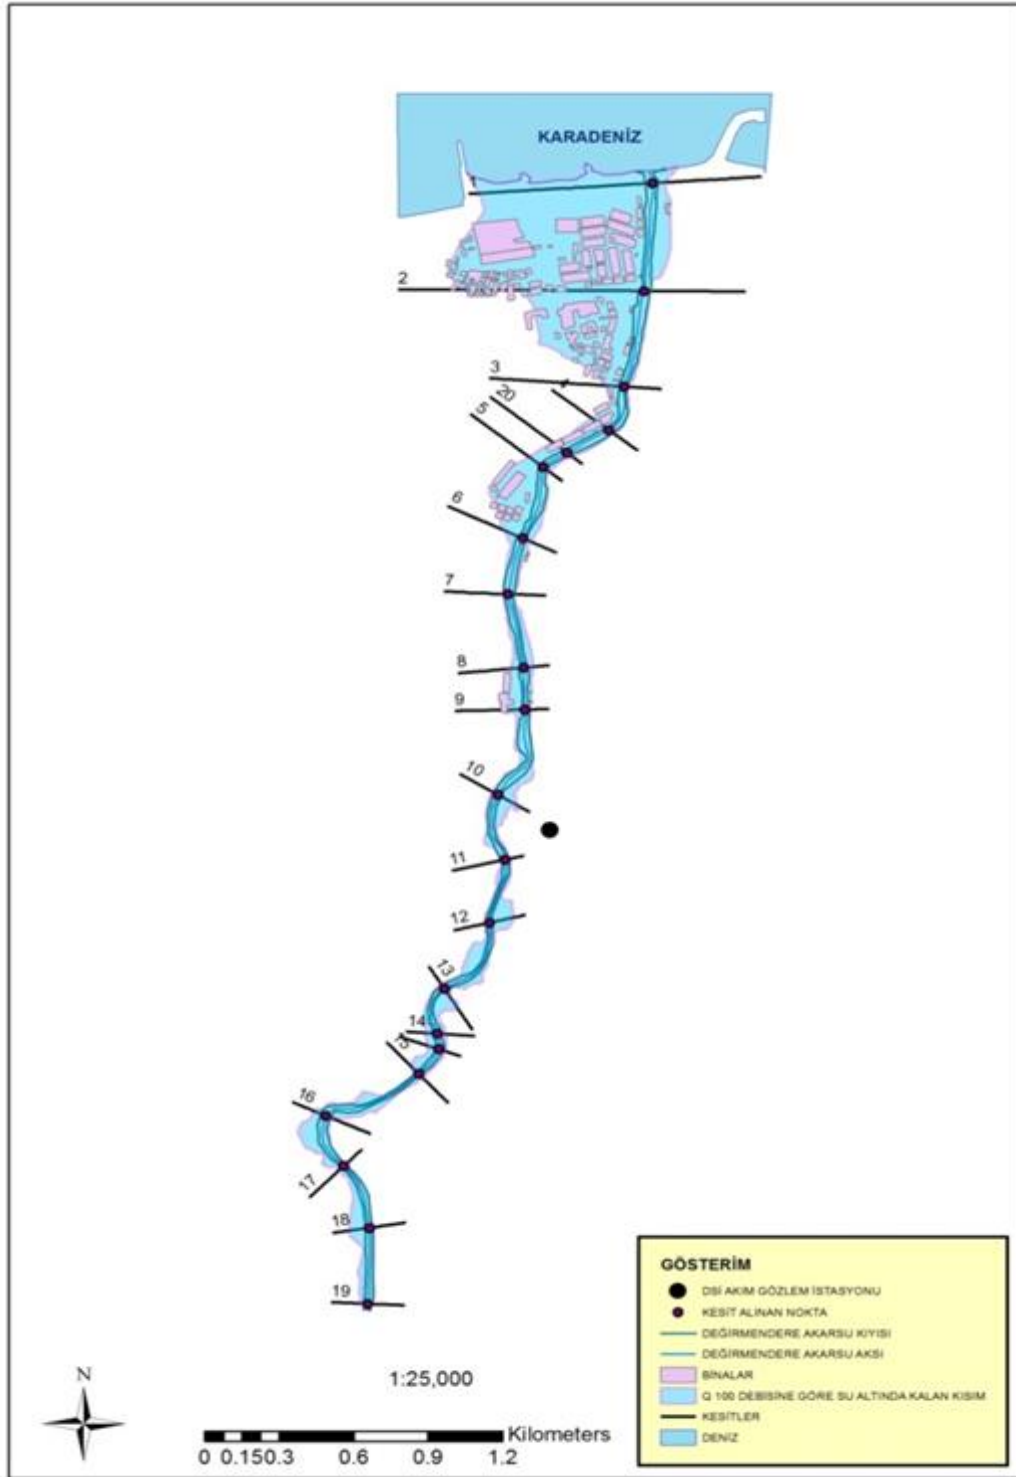 KARADENİZ
1
2
3
4
20
5
6
7
8
9
10
11
12
13
14
15
16
17
18
19
GÖSTERİM
DSİ AKIM GÖZLEM İSTASYONU
KESİT ALINAN NOKTA
DEĞİRMENDERE AKARSU KIYISI
DEĞİRMENDERE AKARSU AKSI
BİNALAR
Q 100 DEBİSİNE GÖRE SU ALTINDA KALAN KISIM
KESİTLER
DENİZ
N
1:25,000
Kilometers
0 0.15 0.3 0.6 0.9 1.2